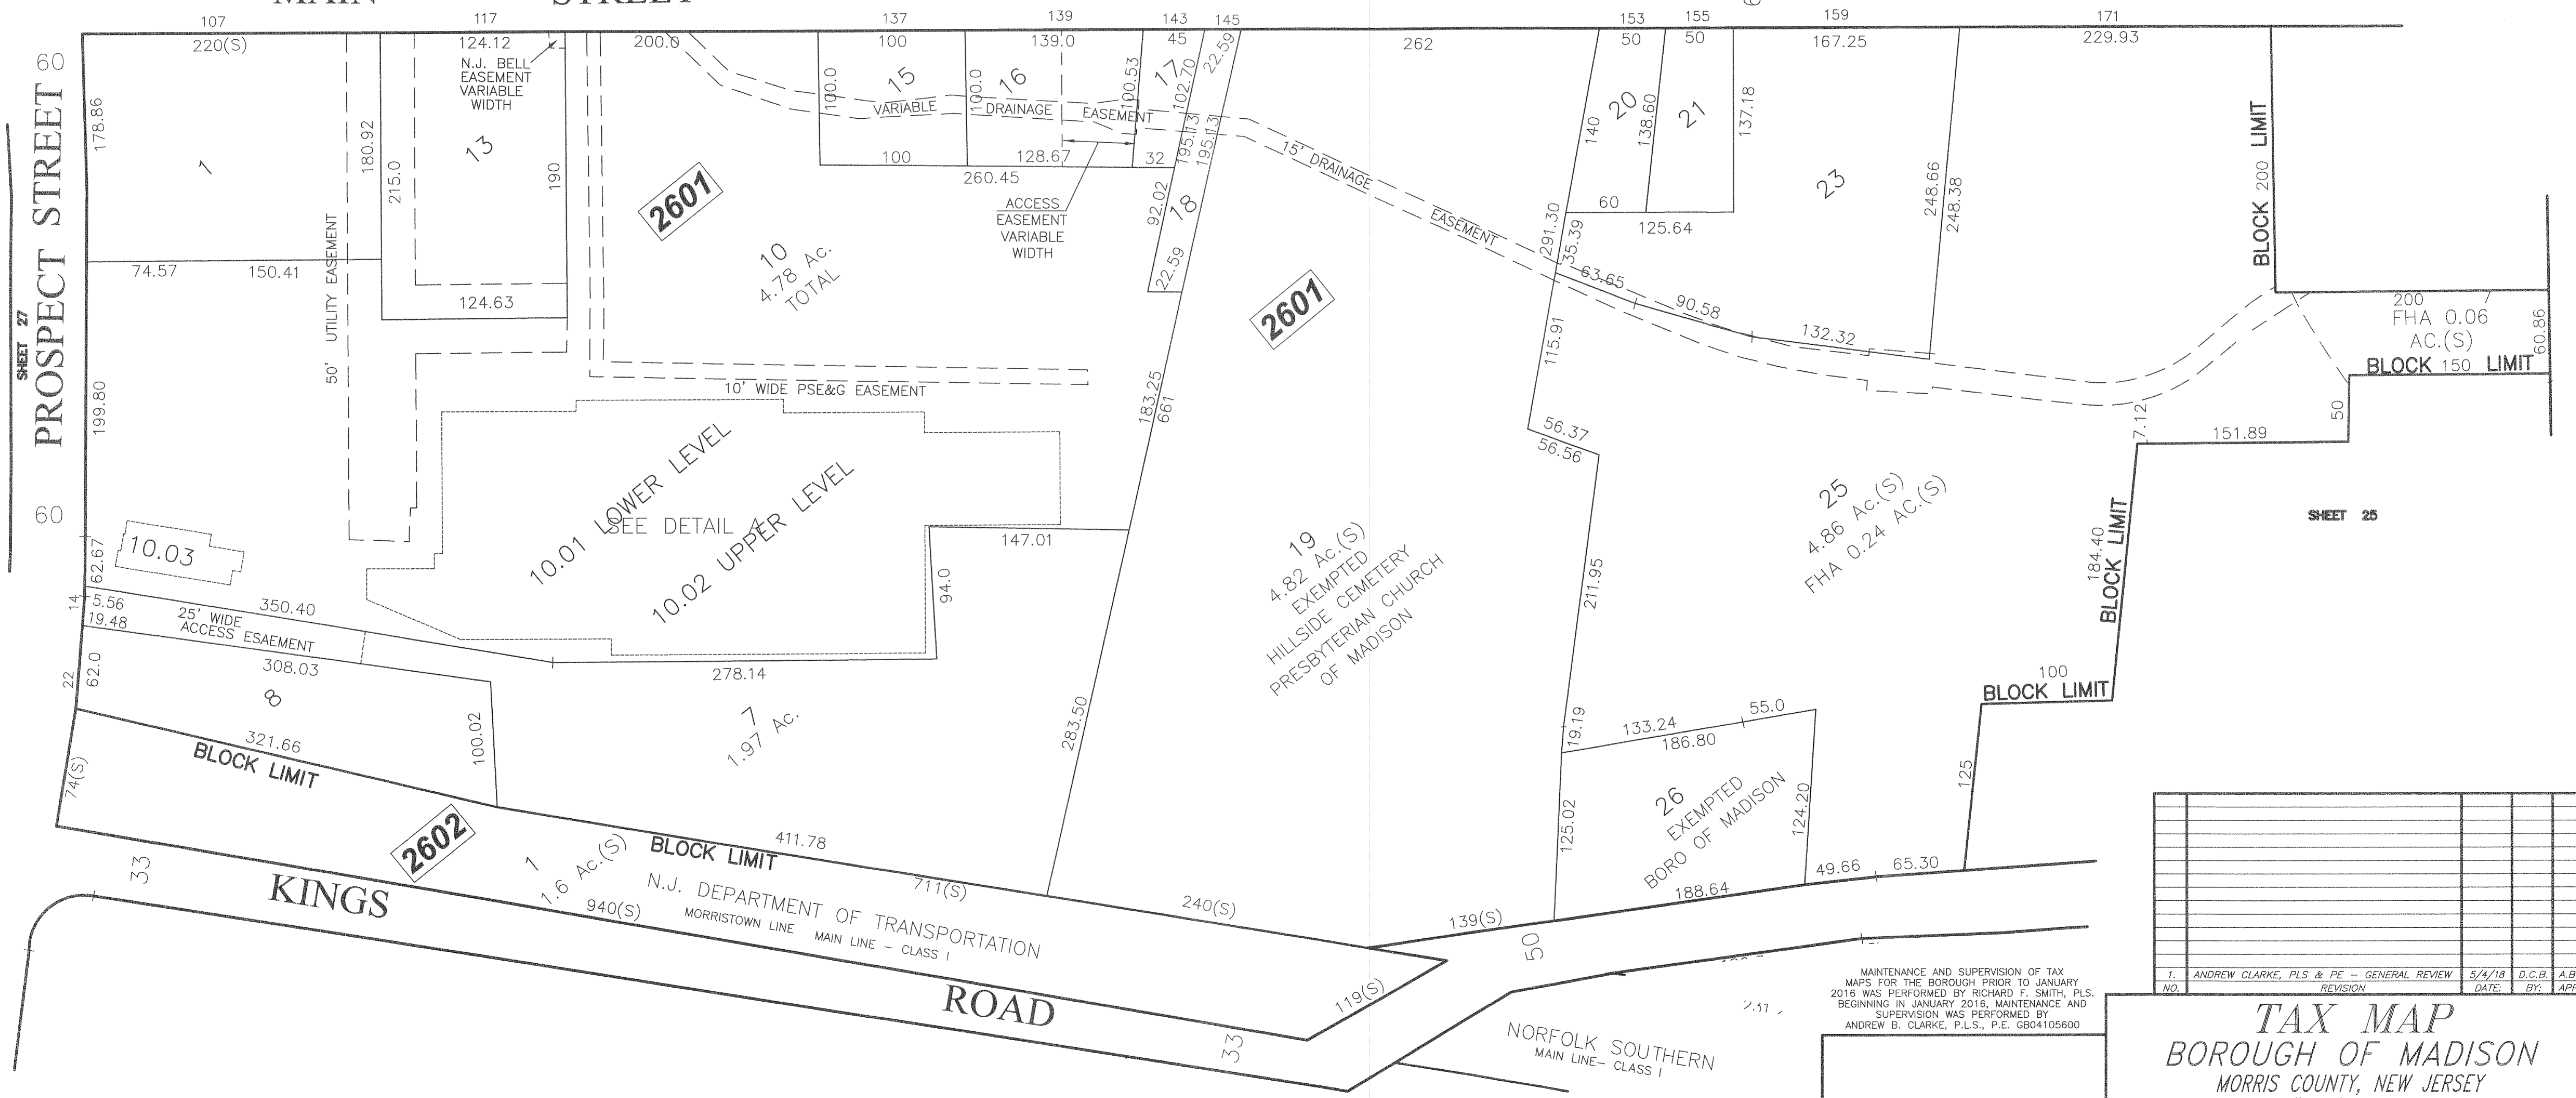 MAIN STREET
107
117
137
139
143
145
153
155
159
171
60
220(S)
124.12
200.0
100
139.0
45
22.59
262
50
50
167.25
229.93
N.J. BELL
EASEMENT
VARIABLE
WIDTH
SHEET 27
PROSPECT STREET
60
178.86
1
180.92
215.0
13
190
74.57
150.41
124.63
50' UTILITY EASEMENT
199.80
2601
10
4.78 Ac.
TOTAL
100.0
15
100.0
16
100.53
17
102.70
VARIABLE DRAINAGE EASEMENT
100
128.67
32
260.45
195.13
195.13
92.02
18
22.59
ACCESS
EASEMENT
VARIABLE
WIDTH
15' DRAINAGE
EASEMENT
2601
140
20
138.60
21
137.18
60
125.64
291.30
35.39
63.65
90.58
132.32
23
248.66
248.38
115.91
BLOCK 200 LIMIT
200
FHA 0.06
AC.(S)
60.86
BLOCK 150 LIMIT
50
7.12
151.89
10' WIDE PSE&G EASEMENT
183.25
661
56.37
56.56
10.01 LOWER LEVEL
SEE DETAIL A
10.02 UPPER LEVEL
147.01
94.0
60
10.03
62.67
14
5.56
19.48
350.40
25' WIDE
ACCESS ESAEMENT
308.03
22
62.0
8
100.02
278.14
7
1.97 Ac.
283.50
19
4.82 Ac.(S)
EXEMPTED
HILLSIDE CEMETERY
PRESBYTERIAN CHURCH
OF MADISON
211.95
19.19
25
4.86 Ac.(S)
FHA 0.24 AC.(S)
184.40
BLOCK LIMIT
SHEET 25
100
BLOCK LIMIT
125
133.24
55.0
186.80
26
EXEMPTED
BORO OF MADISON
125.02
124.20
188.64
49.66
65.30
321.66
BLOCK LIMIT
74(S)
2602
1
1.6 Ac.(S)
BLOCK LIMIT
411.78
711(S)
240(S)
139(S)
50
N.J. DEPARTMENT OF TRANSPORTATION
MORRISTOWN LINE MAIN LINE – CLASS I
940(S)
119(S)
33
KINGS ROAD
33
NORFOLK SOUTHERN
MAIN LINE– CLASS I
MAINTENANCE AND SUPERVISION OF TAX
MAPS FOR THE BOROUGH PRIOR TO JANUARY
2016 WAS PERFORMED BY RICHARD F. SMITH, PLS.
BEGINNING IN JANUARY 2016, MAINTENANCE AND
SUPERVISION WAS PERFORMED BY
ANDREW B. CLARKE, P.L.S., P.E. GB04105600
1. ANDREW CLARKE, PLS & PE – GENERAL REVIEW 5/4/18 D.C.B. A.B
NO. REVISION DATE: BY: APP
TAX MAP
BOROUGH OF MADISON
MORRIS COUNTY, NEW JERSEY